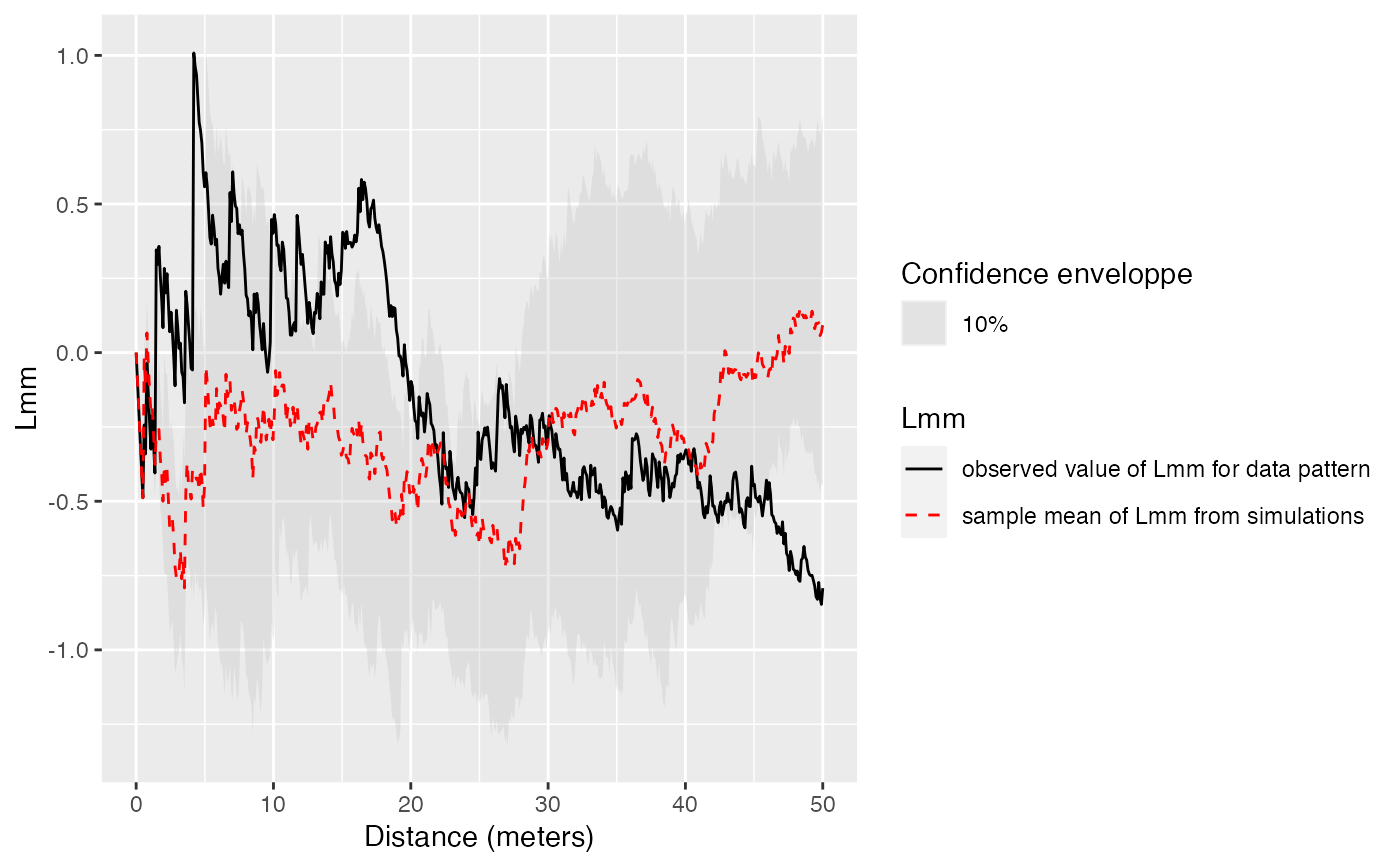 1.0
0.5
0.0
-0.5
-1.0
Lmm
0
10
20
30
40
50
Distance (meters)
Confidence enveloppe
10%
Lmm
observed value of Lmm for data pattern
sample mean of Lmm from simulations